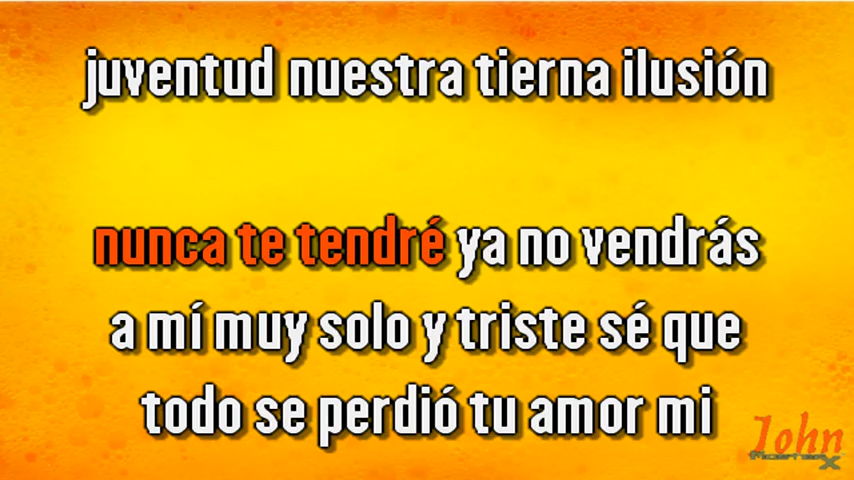 juventud nuestra tierna ilusión
nunca te tendré ya no vendrás
a mí muy solo y triste sé que
todo se perdió tu amor mi
John